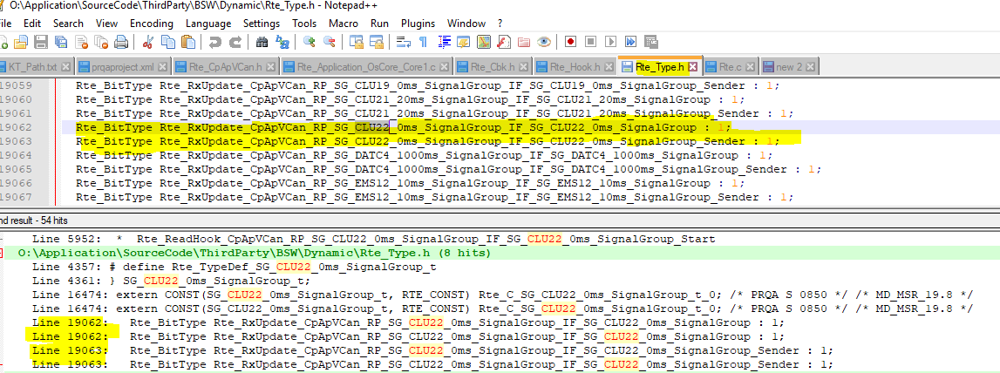 O:\Application\SourceCode\ThirdParty\BSW\Dynamic\Rte_Type.h - Notepad++
File Edit Search View Encoding Language Settings Tools Macro Run Plugins Window ?
KT_Path.txt prqaproject.xml Rte_CpApVCan.h Rte_Application_OsCore_Core1.c Rte_Cbk.h Rte_Hook.h Rte_Type.h Rte.c new 2
19059 Rte_BitType Rte_RxUpdate_CpApVCan_RP_SG_CLU19_0ms_SignalGroup_IF_SG_CLU19_0ms_SignalGroup_Sender : 1;
19060 Rte_BitType Rte_RxUpdate_CpApVCan_RP_SG_CLU21_20ms_SignalGroup_IF_SG_CLU21_20ms_SignalGroup : 1;
19061 Rte_BitType Rte_RxUpdate_CpApVCan_RP_SG_CLU21_20ms_SignalGroup_IF_SG_CLU21_20ms_SignalGroup_Sender : 1;
19062 Rte_BitType Rte_RxUpdate_CpApVCan_RP_SG_CLU22_0ms_SignalGroup_IF_SG_CLU22_0ms_SignalGroup : 1;
19063 Rte_BitType Rte_RxUpdate_CpApVCan_RP_SG_CLU22_0ms_SignalGroup_IF_SG_CLU22_0ms_SignalGroup_Sender : 1;
19064 Rte_BitType Rte_RxUpdate_CpApVCan_RP_SG_DATC4_1000ms_SignalGroup_IF_SG_DATC4_1000ms_SignalGroup : 1;
19065 Rte_BitType Rte_RxUpdate_CpApVCan_RP_SG_DATC4_1000ms_SignalGroup_IF_SG_DATC4_1000ms_SignalGroup_Sender : 1;
19066 Rte_BitType Rte_RxUpdate_CpApVCan_RP_SG_EMS12_10ms_SignalGroup_IF_SG_EMS12_10ms_SignalGroup : 1;
19067 Rte_BitType Rte_RxUpdate_CpApVCan_RP_SG_EMS12_10ms_SignalGroup_IF_SG_EMS12_10ms_SignalGroup_Sender : 1;
nd result - 54 hits
Line 5952: * Rte_ReadHook_CpApVCan_RP_SG_CLU22_0ms_SignalGroup_IF_SG_CLU22_0ms_SignalGroup_Start
O:\Application\SourceCode\ThirdParty\BSW\Dynamic\Rte_Type.h (8 hits)
Line 4357: # define Rte_TypeDef_SG_CLU22_0ms_SignalGroup_t
Line 4361: } SG_CLU22_0ms_SignalGroup_t;
Line 16474: extern CONST(SG_CLU22_0ms_SignalGroup_t, RTE_CONST) Rte_C_SG_CLU22_0ms_SignalGroup_t_0; /* PRQA S 0850 */ /* MD_MSR_19.8 */
Line 16474: extern CONST(SG_CLU22_0ms_SignalGroup_t, RTE_CONST) Rte_C_SG_CLU22_0ms_SignalGroup_t_0; /* PRQA S 0850 */ /* MD_MSR_19.8 */
Line 19062: Rte_BitType Rte_RxUpdate_CpApVCan_RP_SG_CLU22_0ms_SignalGroup_IF_SG_CLU22_0ms_SignalGroup : 1;
Line 19062: Rte_BitType Rte_RxUpdate_CpApVCan_RP_SG_CLU22_0ms_SignalGroup_IF_SG_CLU22_0ms_SignalGroup : 1;
Line 19063: Rte_BitType Rte_RxUpdate_CpApVCan_RP_SG_CLU22_0ms_SignalGroup_IF_SG_CLU22_0ms_SignalGroup_Sender : 1;
Line 19063: Rte_BitType Rte_RxUpdate_CpApVCan_RP_SG_CLU22_0ms_SignalGroup_IF_SG_CLU22_0ms_SignalGroup_Sender : 1;